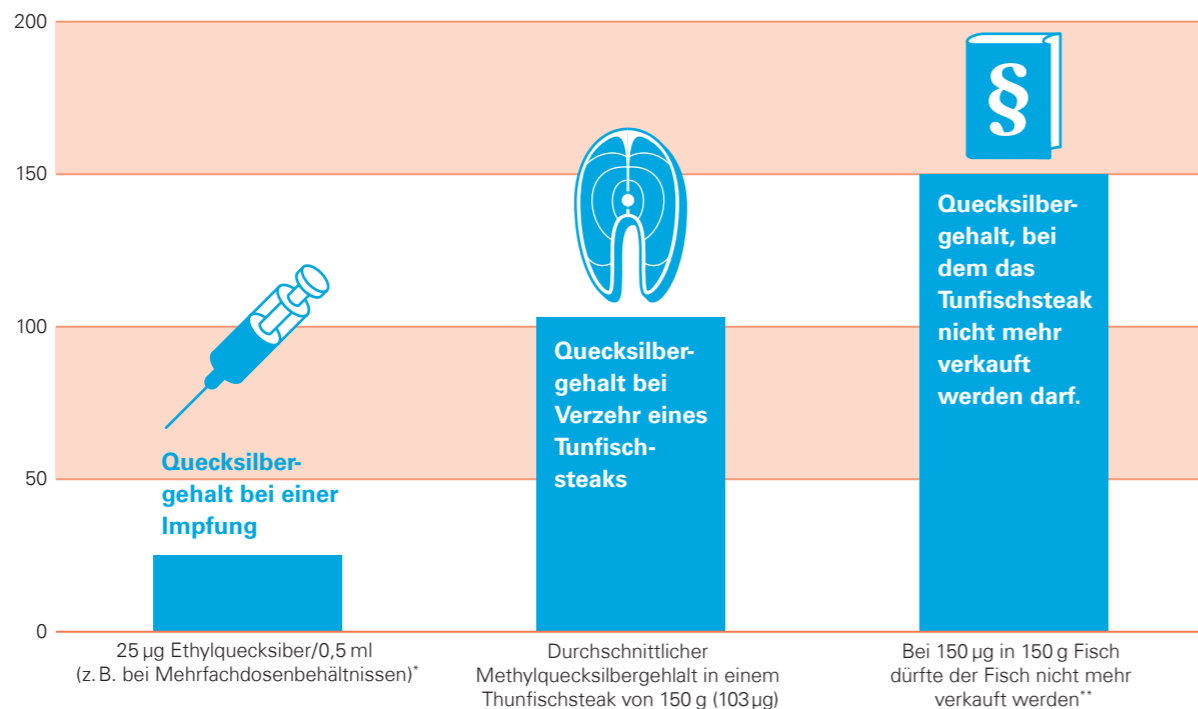 200
150
100
50
0
Quecksilber-
gehalt bei einer
Impfung
Quecksilber-
gehalt bei
Verzehr eines
Tunfisch-
steaks
§
Quecksilber-
gehalt, bei
dem das
Tunfischsteak
nicht mehr
verkauft
werden darf.
25 µg Ethylquecksiber/0,5 ml
(z. B. bei Mehrfachdosenbehältnissen)*
Durchschnittlicher
Methylquecksilbergehlalt in einem
Thunfischsteak von 150 g (103 µg)
Bei 150 µg in 150 g Fisch
dürfte der Fisch nicht mehr
verkauft werden**